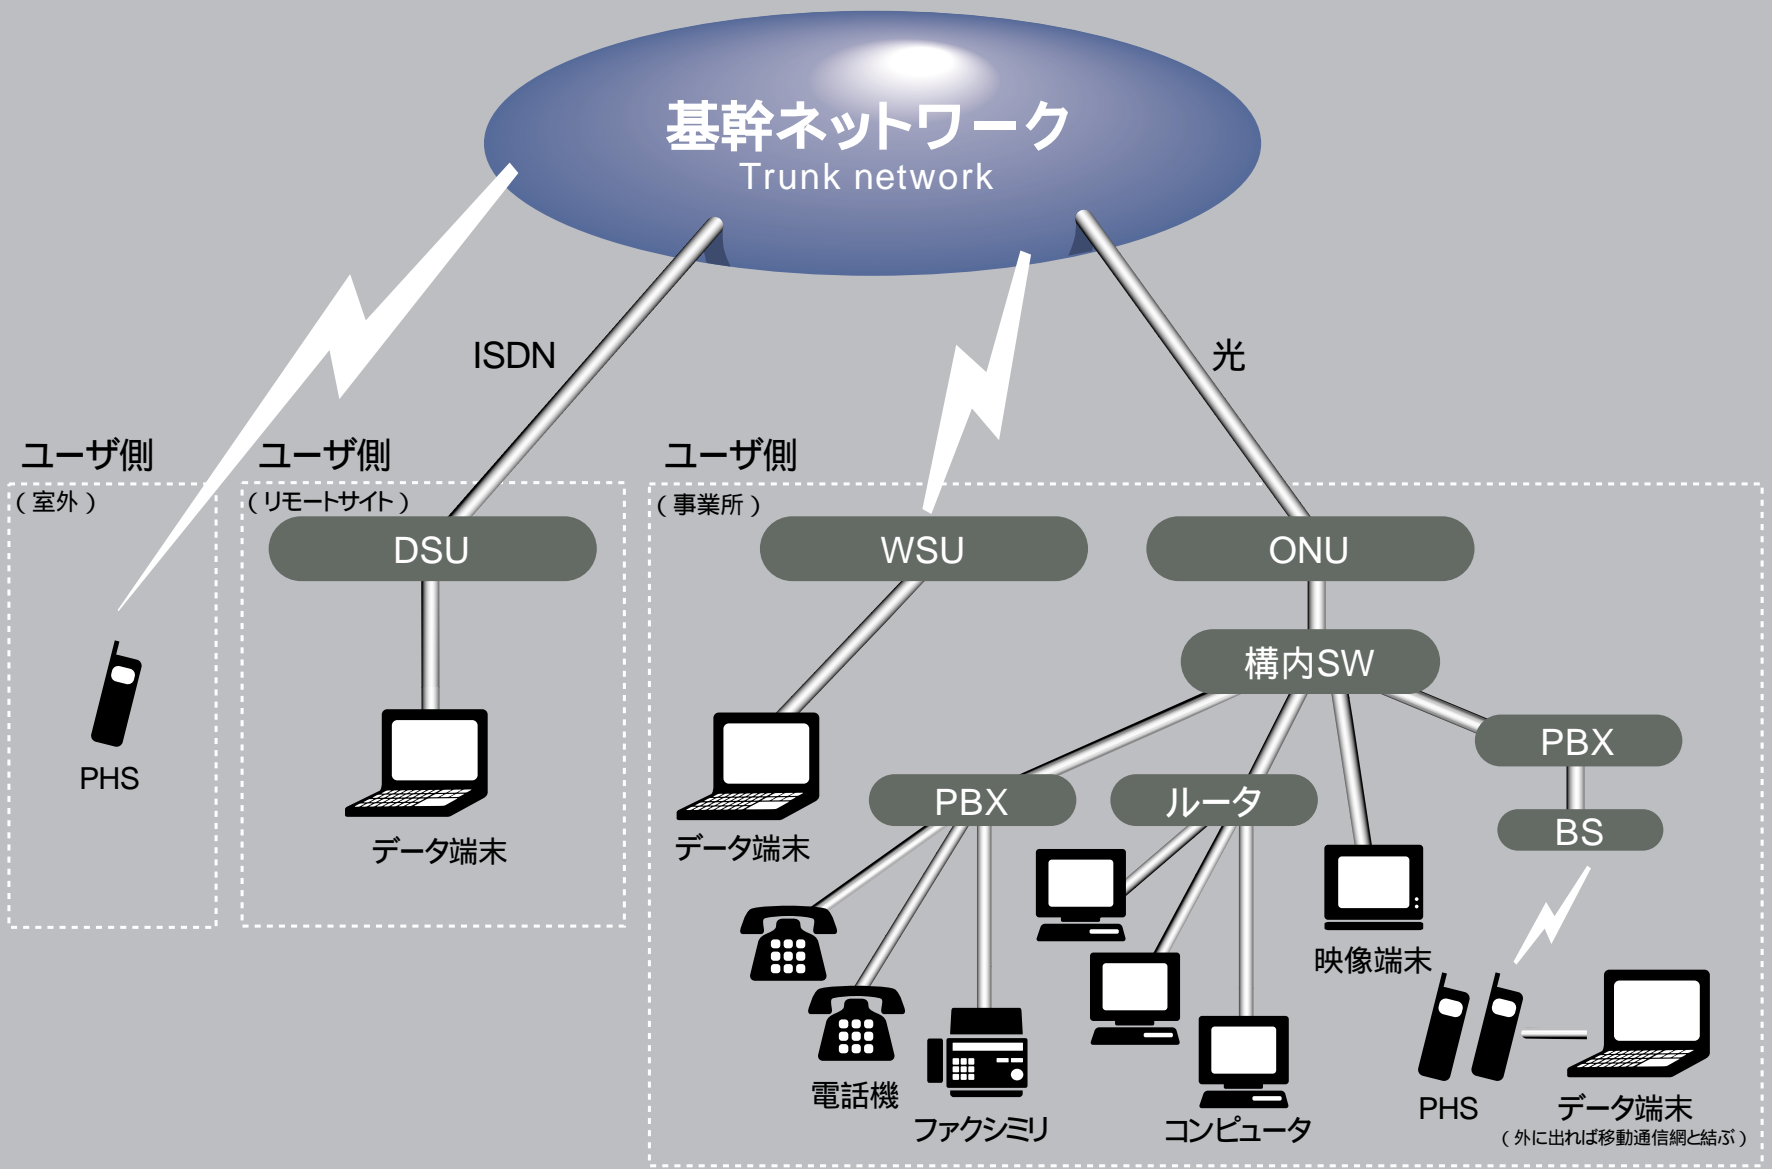 基幹ネットワーク
Trunk network
ISDN
光
ユーザ側
(室外)
PHS
ユーザ側
(リモートサイト)
DSU
データ端末
ユーザ側
(事業所)
WSU
データ端末
ONU
構内SW
PBX
ルータ
PBX
BS
電話機
ファクシミリ
コンピュータ
映像端末
PHS
データ端末
(外に出れば移動通信網と結ぶ)